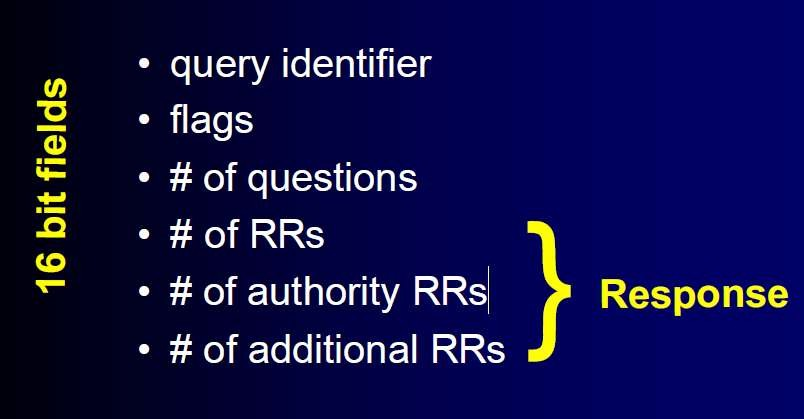 16 bit fields
• query identifier
• flags
• # of questions
• # of RRs
• # of authority RRs
• # of additional RRs
} Response